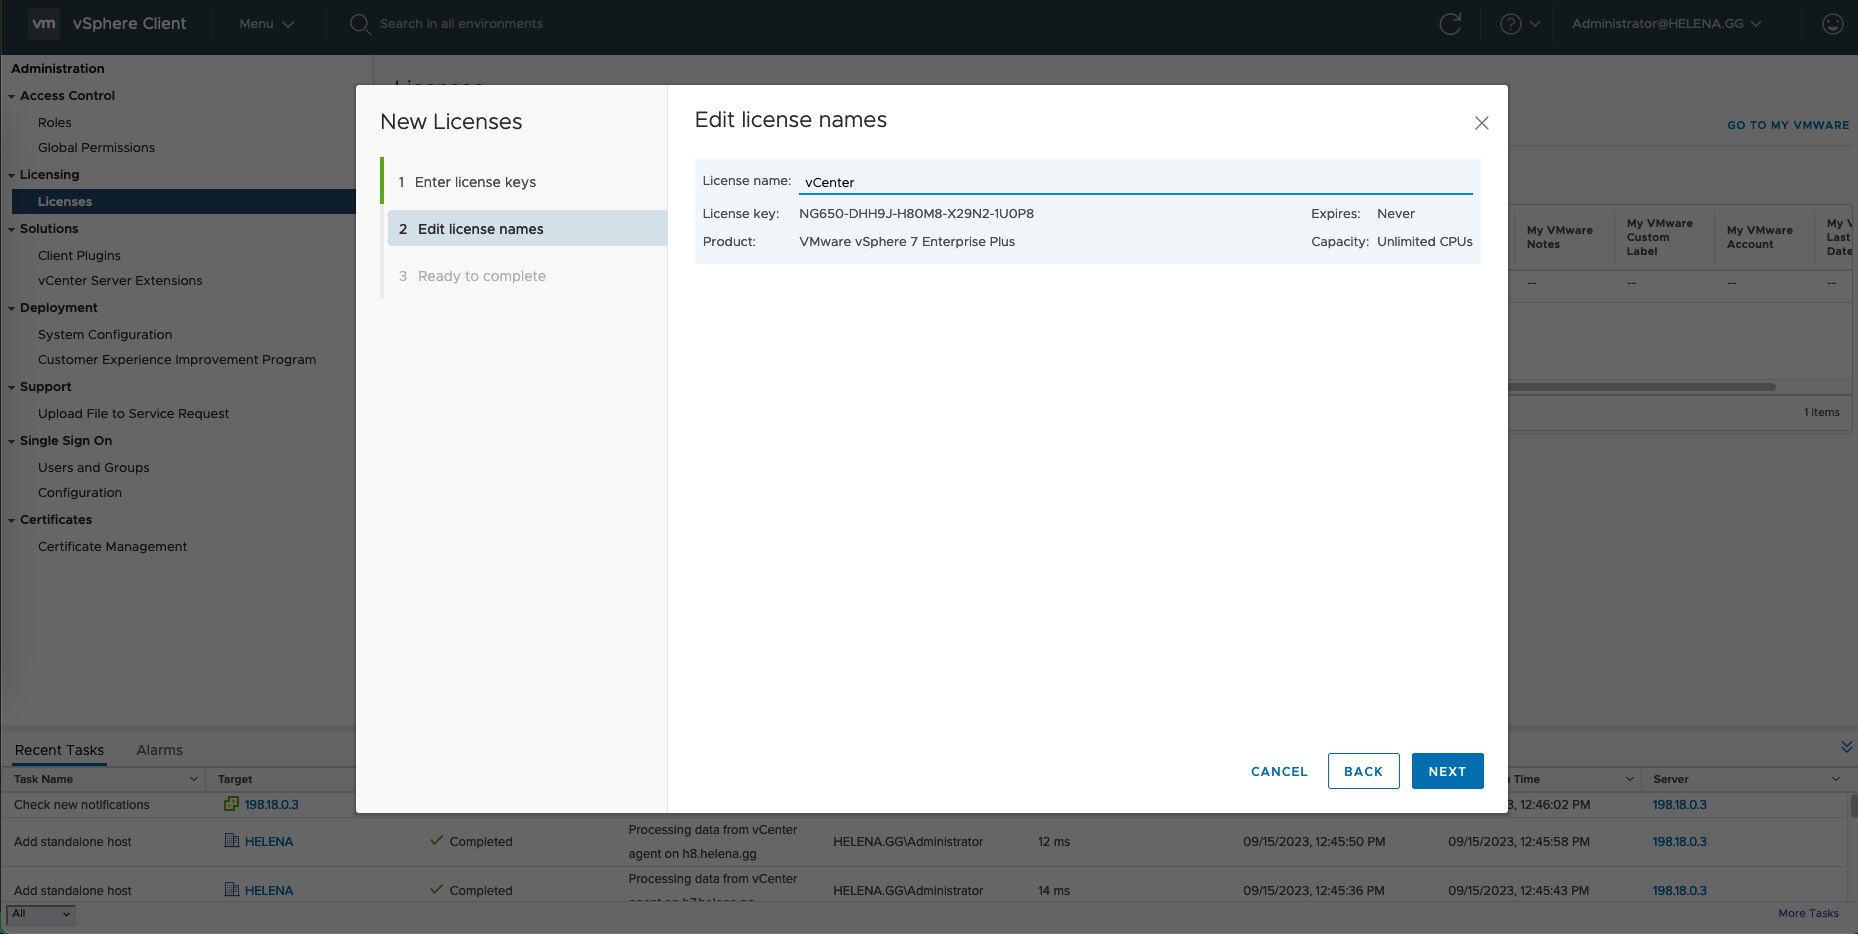 vm vSphere Client Menu Search in all environments Administrator@HELENA.GG
Administration
Access Control
Roles
Global Permissions
Licensing
Licenses
Solutions
Client Plugins
vCenter Server Extensions
Deployment
System Configuration
Customer Experience Improvement Program
Support
Upload File to Service Request
Single Sign On
Users and Groups
Configuration
Certificates
Certificate Management
New Licenses
1 Enter license keys
2 Edit license names
3 Ready to complete
Edit license names
License name: vCenter
License key: NG650-DHH9J-H80M8-X29N2-1U0P8 Expires: Never
Product: VMware vSphere 7 Enterprise Plus Capacity: Unlimited CPUs
CANCEL BACK NEXT
GO TO MY VMWARE
My VMware
Notes
My VMware
Custom
Label
My VMware
Account
My V
Last
Date
-- -- -- --
1 items
Recent Tasks Alarms
Task Name Target Time Server
Check new notifications 198.18.0.3 3, 12:46:02 PM 198.18.0.3
Add standalone host HELENA Completed
Processing data from vCenter
agent on h8.helena.gg
HELENA.GG\Administrator 12 ms 09/15/2023, 12:45:50 PM 09/15/2023, 12:45:58 PM 198.18.0.3
Add standalone host HELENA Completed
Processing data from vCenter
agent on h7.helena.gg
HELENA.GG\Administrator 14 ms 09/15/2023, 12:45:36 PM 09/15/2023, 12:45:43 PM 198.18.0.3
All More Tasks